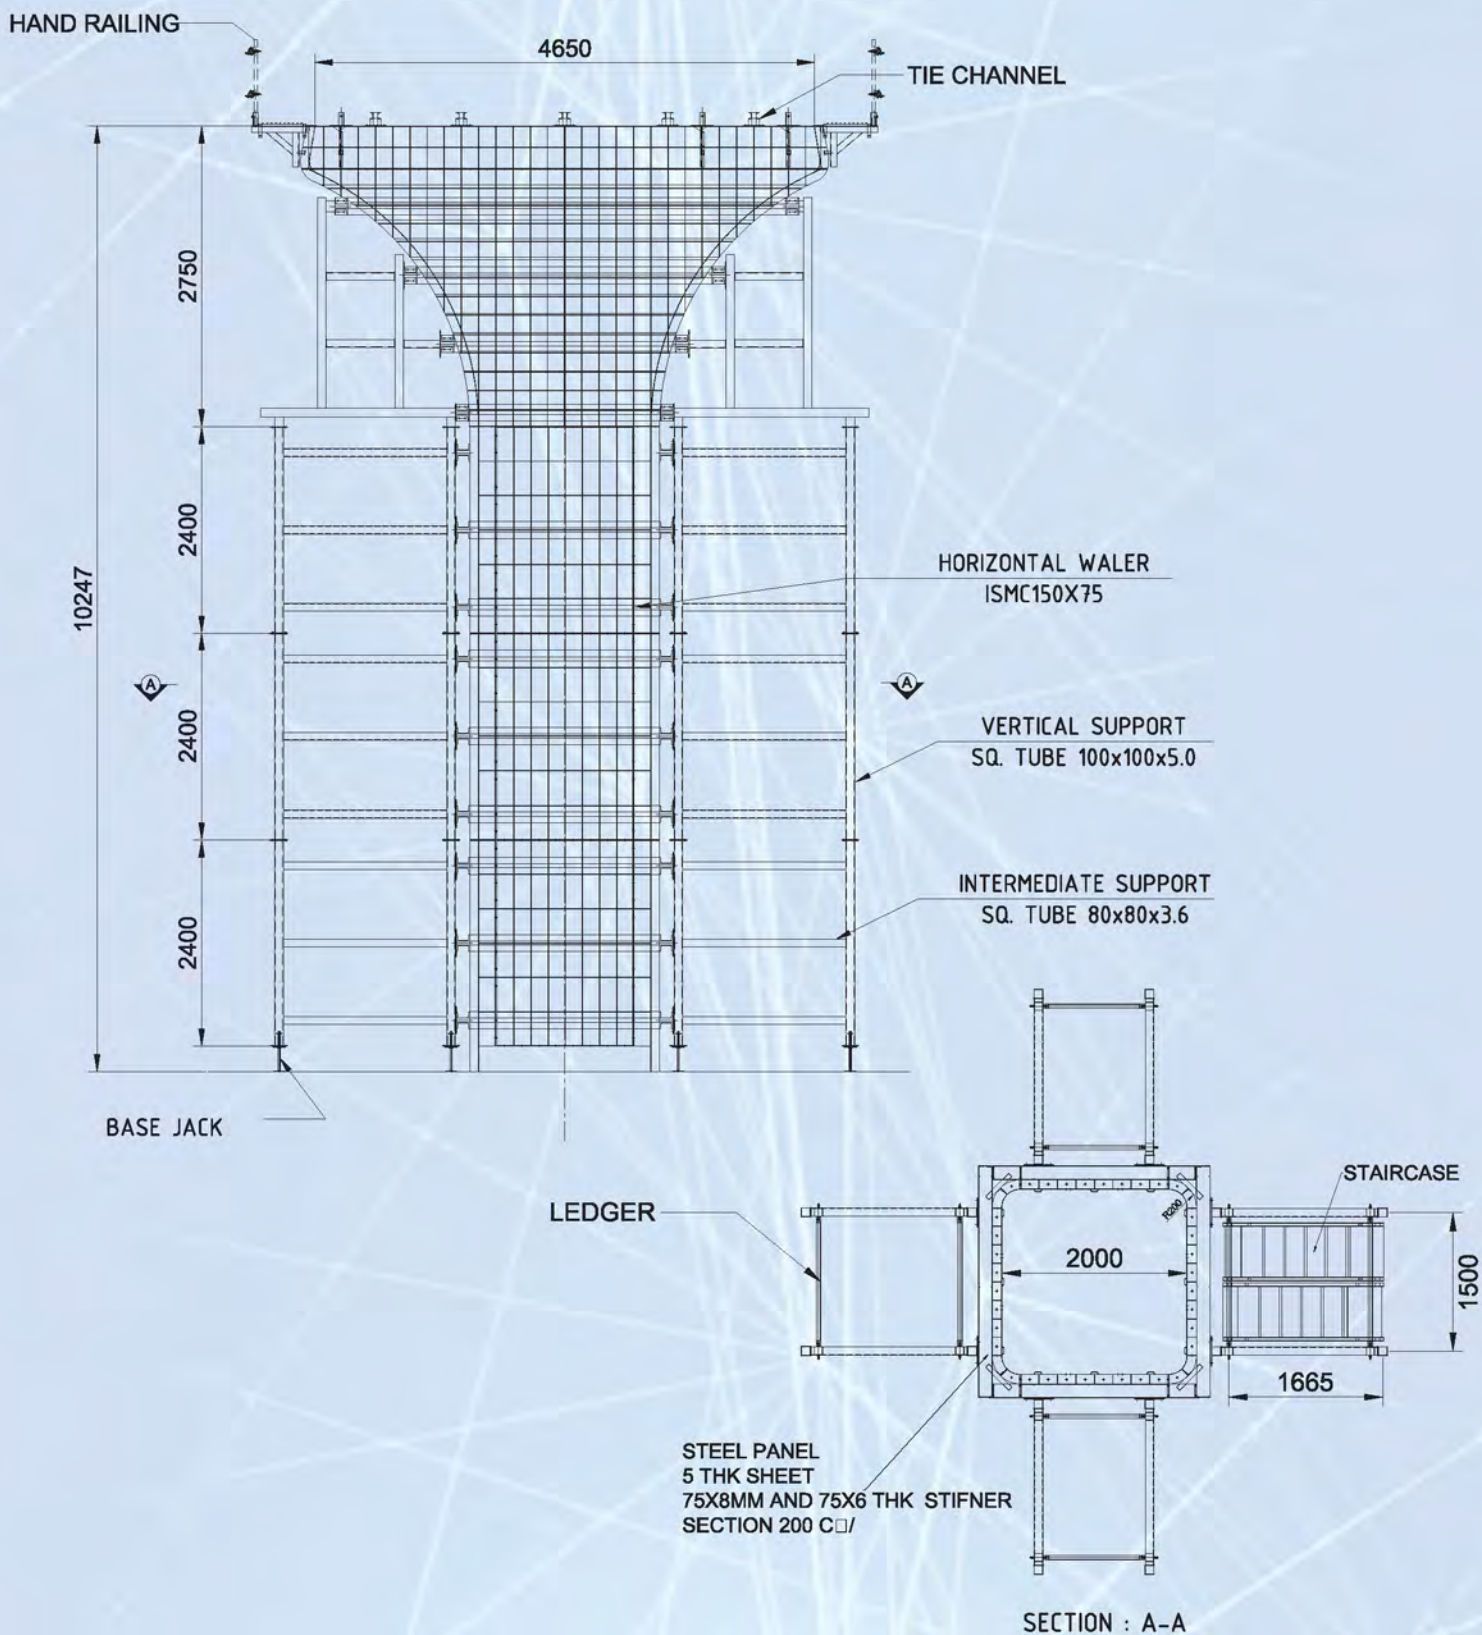 HAND RAILING
4650
TIE CHANNEL
2750
2400
10247
HORIZONTAL WALER
ISMC150X75
A
A
2400
VERTICAL SUPPORT
SQ. TUBE 100x100x5.0
INTERMEDIATE SUPPORT
SQ. TUBE 80x80x3.6
2400
BASE JACK
STAIRCASE
LEDGER
R200
2000
1500
1665
STEEL PANEL
5 THK SHEET
75X8MM AND 75X6 THK STIFNER
SECTION 200 C□/
SECTION : A-A